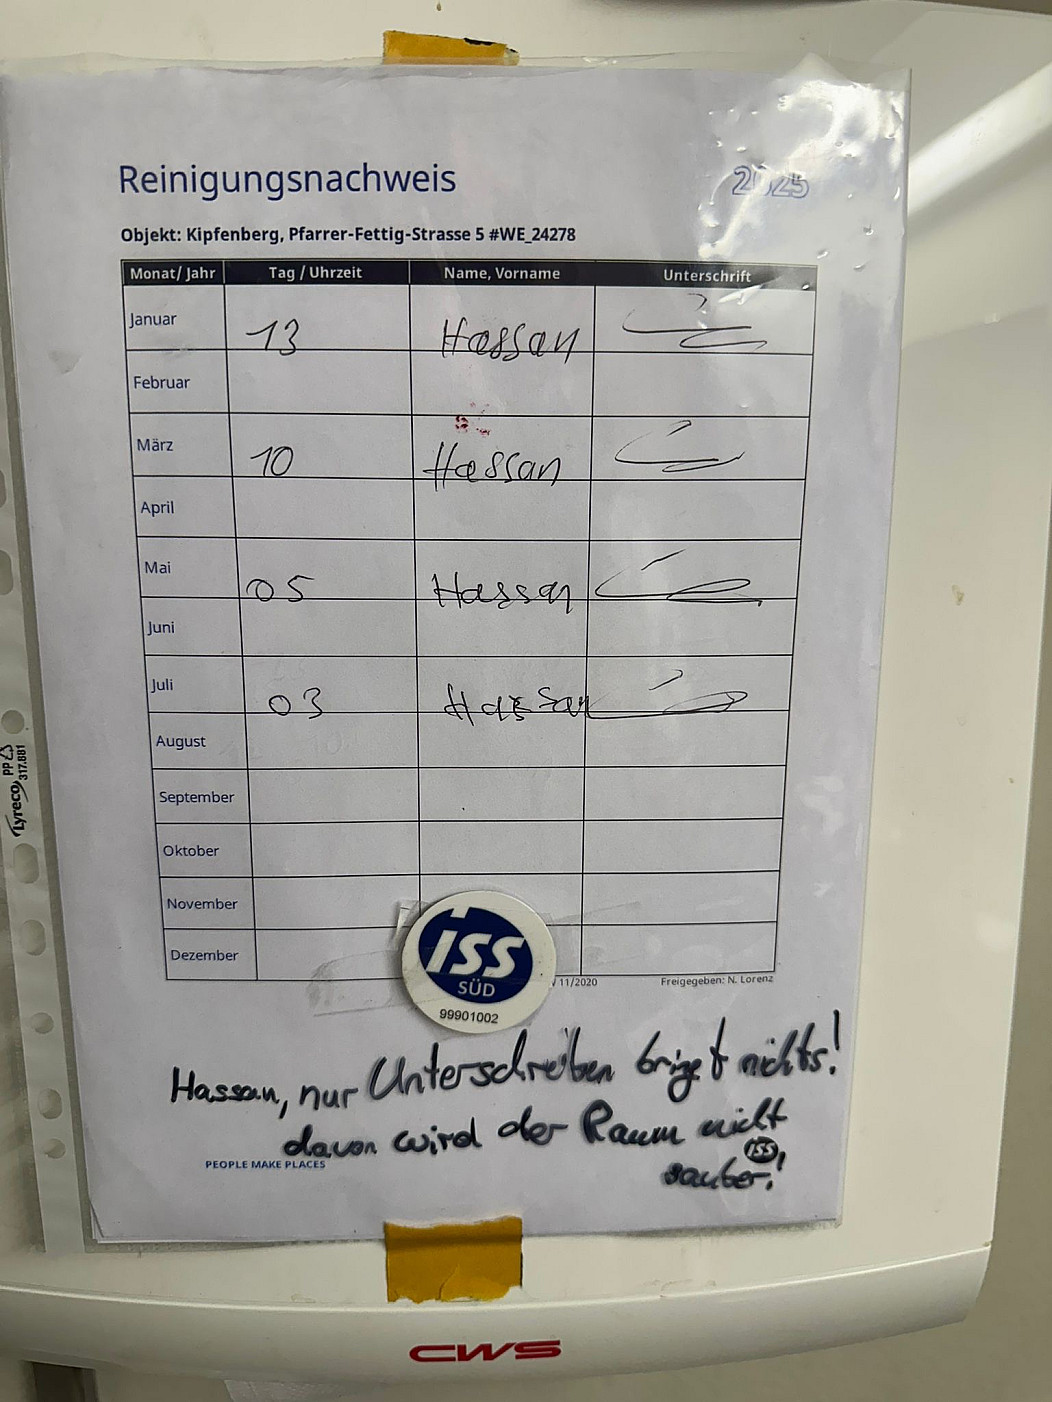 Reinigungsnachweis 2025
Objekt: Kipfenberg, Pfarrer-Fettig-Strasse 5 #WE_24278
Monat/ Jahr Tag / Uhrzeit Name, Vorname Unterschrift
Januar 13 Hassan
Februar
März 10 Hassan
April
Mai 05 Hassan
Juni
Juli 03 Hassan
August
September
Oktober
November
Dezember
11/2020 Freigegeben: N. Lorenz
ISS
SÜD
99901002
Hassan, nur Unterschreiben bringt nichts!
davon wird der Raum nicht
sauber!
ISS
PEOPLE MAKE PLACES
Lyreco
PP
317.881
CWS